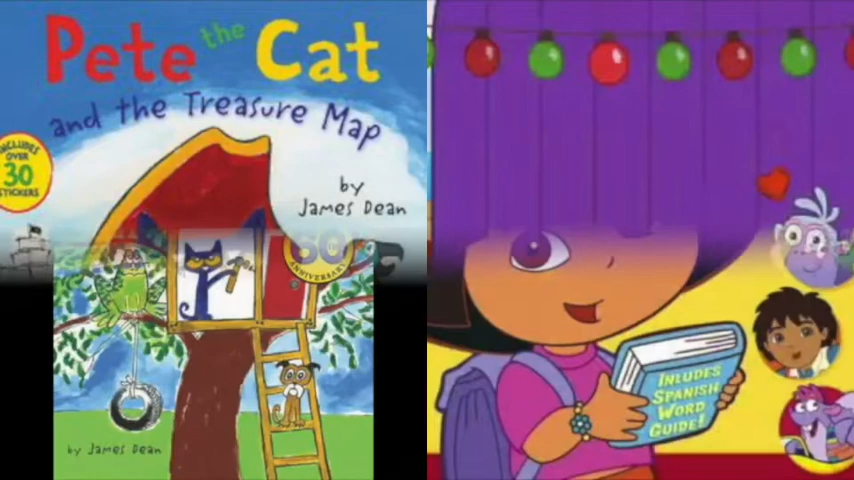 Pete the Cat
and the Treasure Map
by
James Dean
INCLUDES
OVER
30
STICKERS
ANNIVERSARY
by James Dean
INLUDES
SPANISH
WORD
GUIDE!